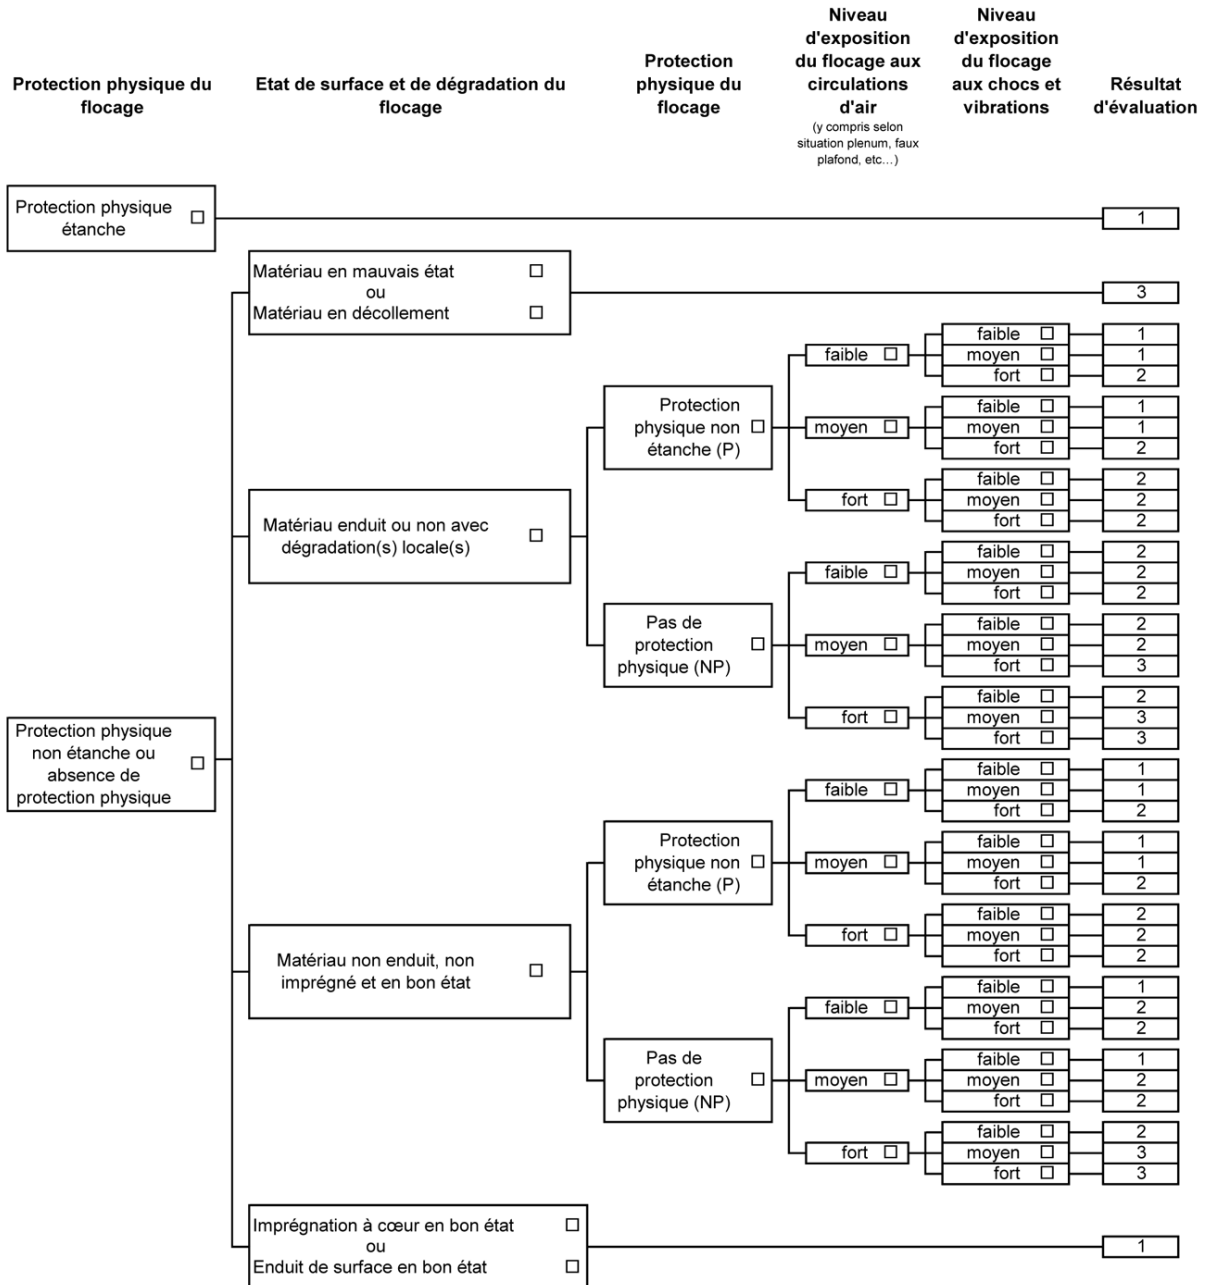 Protection physique du
flocage
Etat de surface et de dégradation du
flocage
Protection
physique du
flocage
Niveau
d'exposition
du flocage aux
circulations
d'air
(y compris selon
situation plenum, faux
plafond, etc…)
Niveau
d'exposition
du flocage
aux chocs et
vibrations
Résultat
d'évaluation
Protection physique
étanche
1
Matériau en mauvais état
ou
Matériau en décollement
3
Protection physique
non étanche ou
absence de
protection physique
Matériau enduit ou non avec
dégradation(s) locale(s)
Protection
physique non
étanche (P)
faible
faible 1
moyen 1
fort 2
moyen
faible 1
moyen 1
fort 2
fort
faible 2
moyen 2
fort 2
Pas de
protection
physique (NP)
faible
faible 2
moyen 2
fort 2
moyen
faible 2
moyen 2
fort 3
fort
faible 2
moyen 3
fort 3
Matériau non enduit, non
imprégné et en bon état
Protection
physique non
étanche (P)
faible
faible 1
moyen 1
fort 2
moyen
faible 1
moyen 1
fort 2
fort
faible 2
moyen 2
fort 2
Pas de
protection
physique (NP)
faible
faible 1
moyen 2
fort 2
moyen
faible 1
moyen 2
fort 2
fort
faible 2
moyen 3
fort 3
Imprégnation à cœur en bon état
ou
Enduit de surface en bon état
1